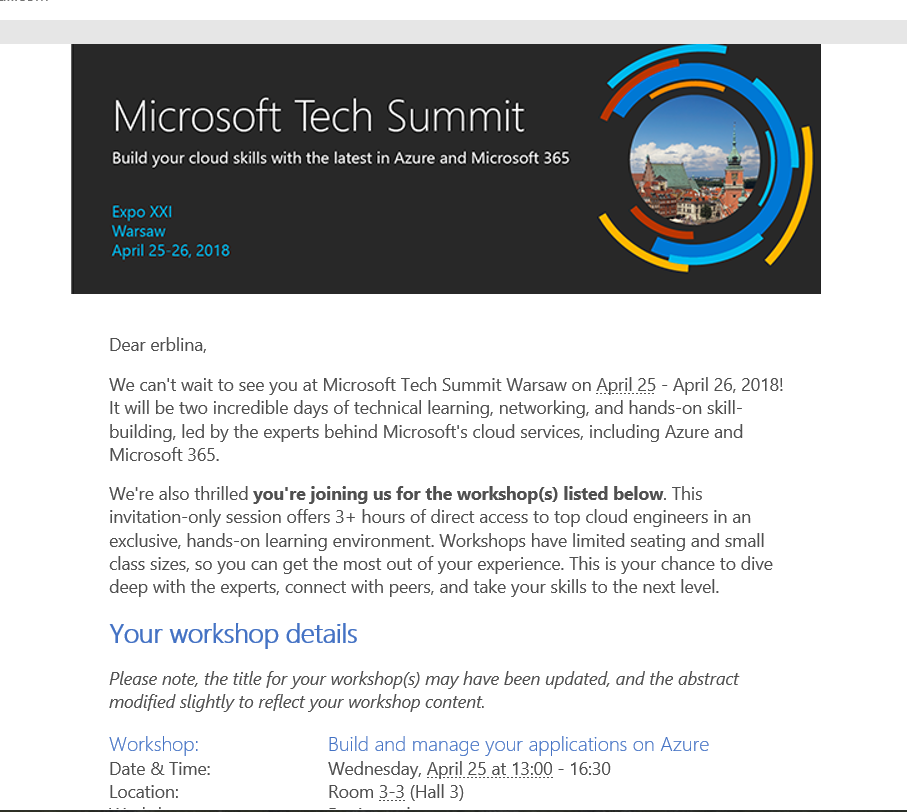 Microsoft Tech Summit
Build your cloud skills with the latest in Azure and Microsoft 365
Expo XXI
Warsaw
April 25-26, 2018
Dear erblina,
We can't wait to see you at Microsoft Tech Summit Warsaw on April 25 - April 26, 2018!
It will be two incredible days of technical learning, networking, and hands-on skill-
building, led by the experts behind Microsoft's cloud services, including Azure and
Microsoft 365.
We're also thrilled you're joining us for the workshop(s) listed below. This
invitation-only session offers 3+ hours of direct access to top cloud engineers in an
exclusive, hands-on learning environment. Workshops have limited seating and small
class sizes, so you can get the most out of your experience. This is your chance to dive
deep with the experts, connect with peers, and take your skills to the next level.
Your workshop details
Please note, the title for your workshop(s) may have been updated, and the abstract
modified slightly to reflect your workshop content.
Workshop: Build and manage your applications on Azure
Date & Time: Wednesday, April 25 at 13:00 - 16:30
Location: Room 3-3 (Hall 3)